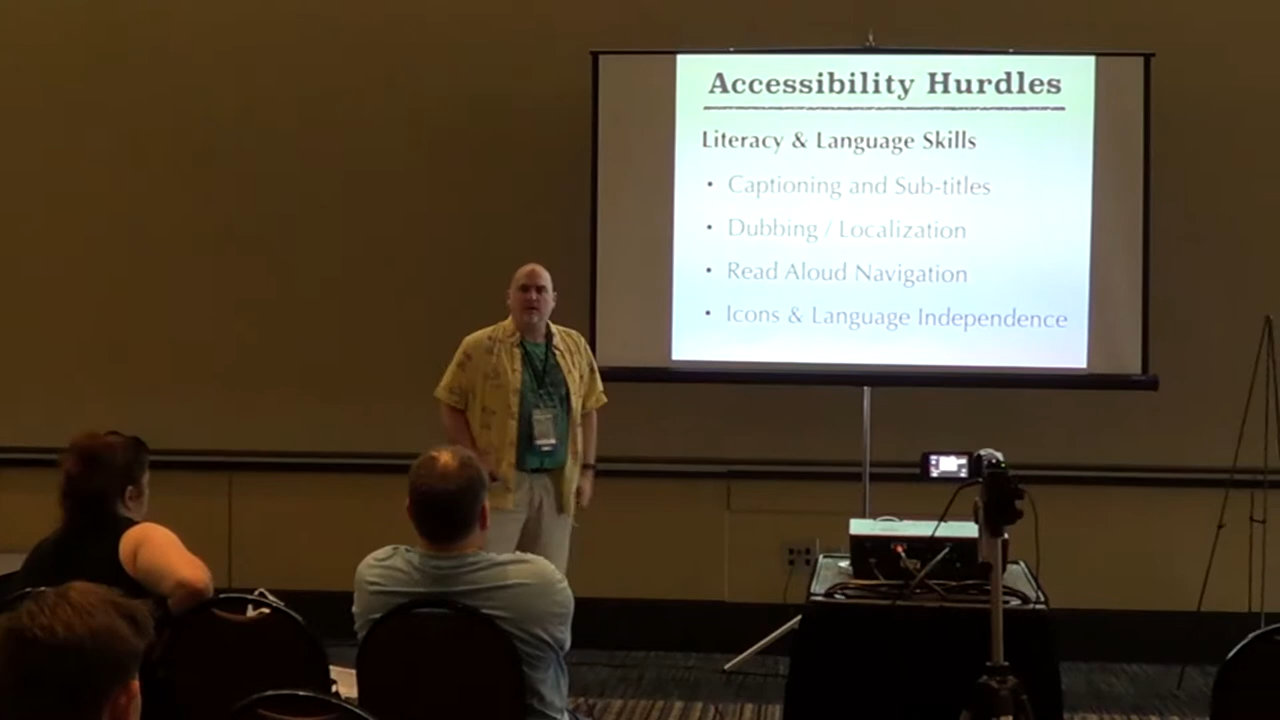 Accessibility Hurdles
Literacy & Language Skills
• Captioning and Sub-titles
• Dubbing / Localization
• Read Aloud Navigation
• Icons & Language Independence